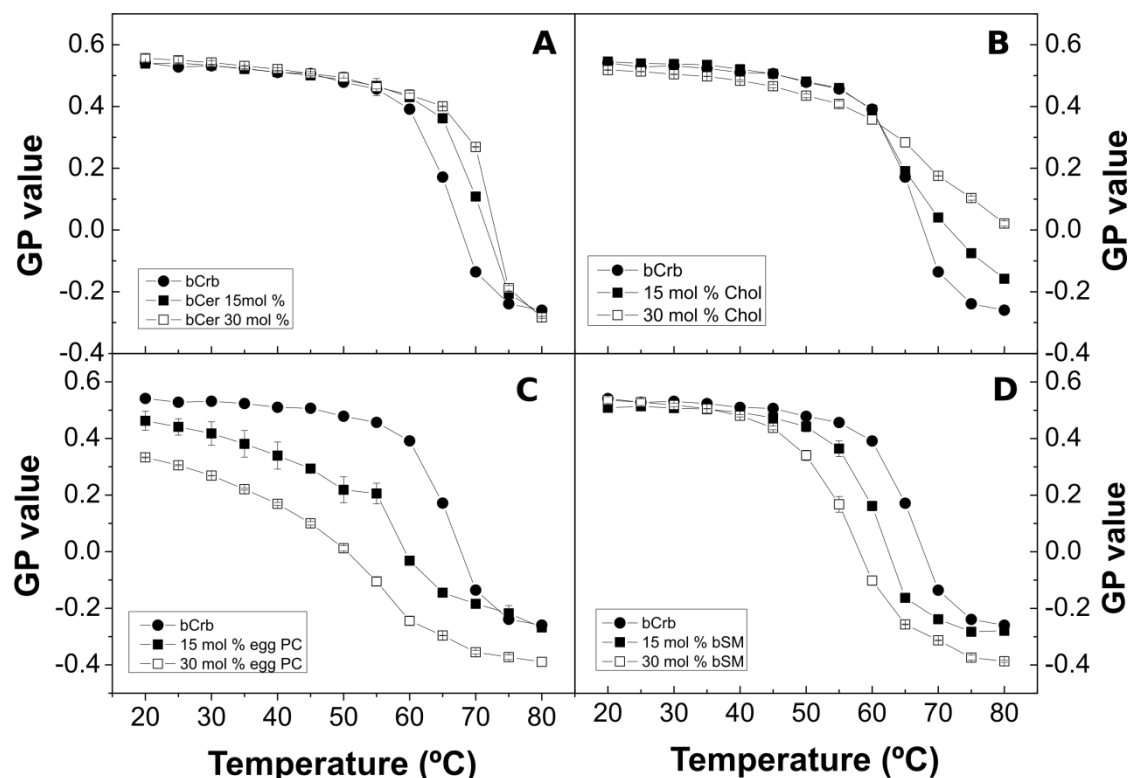 A
GP value
0.6
0.4
0.2
0.0
-0.2
-0.4
bCrb
bCer 15mol %
bCer 30 mol %
B
GP value
0.6
0.4
0.2
0.0
-0.2
-0.4
bCrb
15 mol % Chol
30 mol % Chol
C
GP value
0.6
0.4
0.2
0.0
-0.2
-0.4
bCrb
15 mol % egg PC
30 mol % egg PC
20 30 40 50 60 70 80
Temperature (ºC)
D
GP value
0.6
0.4
0.2
0.0
-0.2
-0.4
bCrb
15 mol % bSM
30 mol % bSM
20 30 40 50 60 70 80
Temperature (ºC)